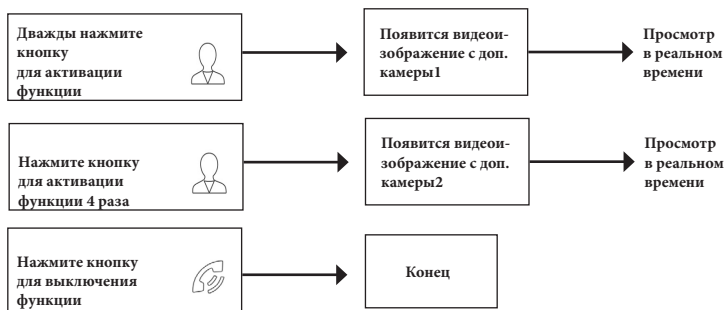 Дважды нажмите
кнопку
для активации
функции
Появится видеои-
зображение с доп.
камеры1
Просмотр
в реальном
времени
Нажмите кнопку
для активации
функции 4 раза
Появится видеои-
зображение с доп.
камеры2
Просмотр
в реальном
времени
Нажмите кнопку
для выключения
функции
Конец